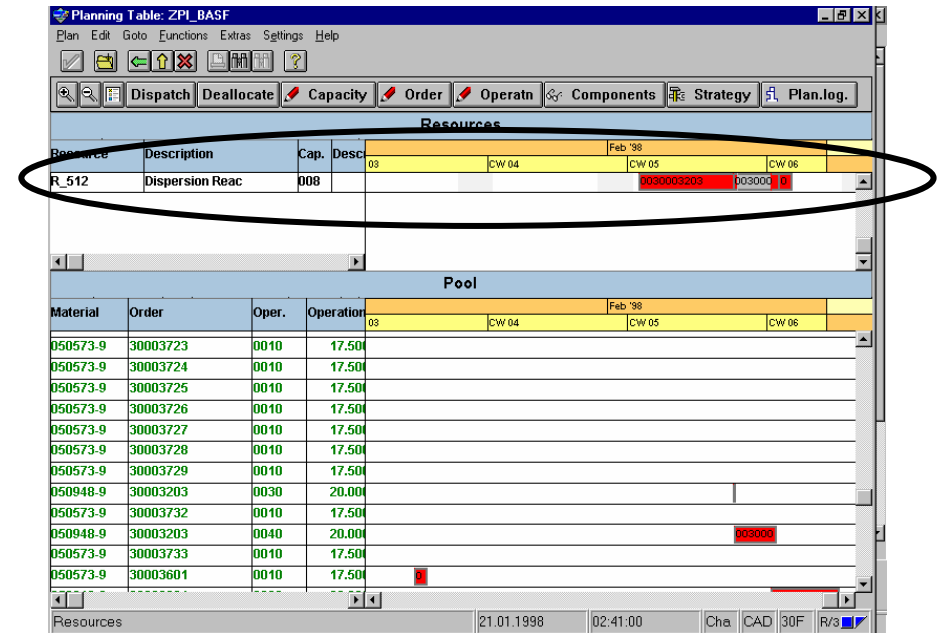 Planning Table: ZPI_BASF
Plan Edit Goto Functions Extras Settings Help
Dispatch Deallocate Capacity Order Operatn Components Strategy Plan.log.
Resources
Resource Description Cap. Descr Feb '98
03 CW 04 CW 05 CW 06
R_512 Dispersion Reac 008 0030003203 003000 0
Pool
Material Order Oper. Operation Feb '98
03 CW 04 CW 05 CW 06
050573-9 30003723 0010 17.500
050573-9 30003724 0010 17.500
050573-9 30003725 0010 17.500
050573-9 30003726 0010 17.500
050573-9 30003727 0010 17.500
050573-9 30003728 0010 17.500
050573-9 30003729 0010 17.500
050948-9 30003203 0030 20.000
050573-9 30003732 0010 17.500
050948-9 30003203 0040 20.000 003000
050573-9 30003733 0010 17.500
050573-9 30003601 0010 17.500 0
Resources 21.01.1998 02:41:00 Cha CAD 30F R/3